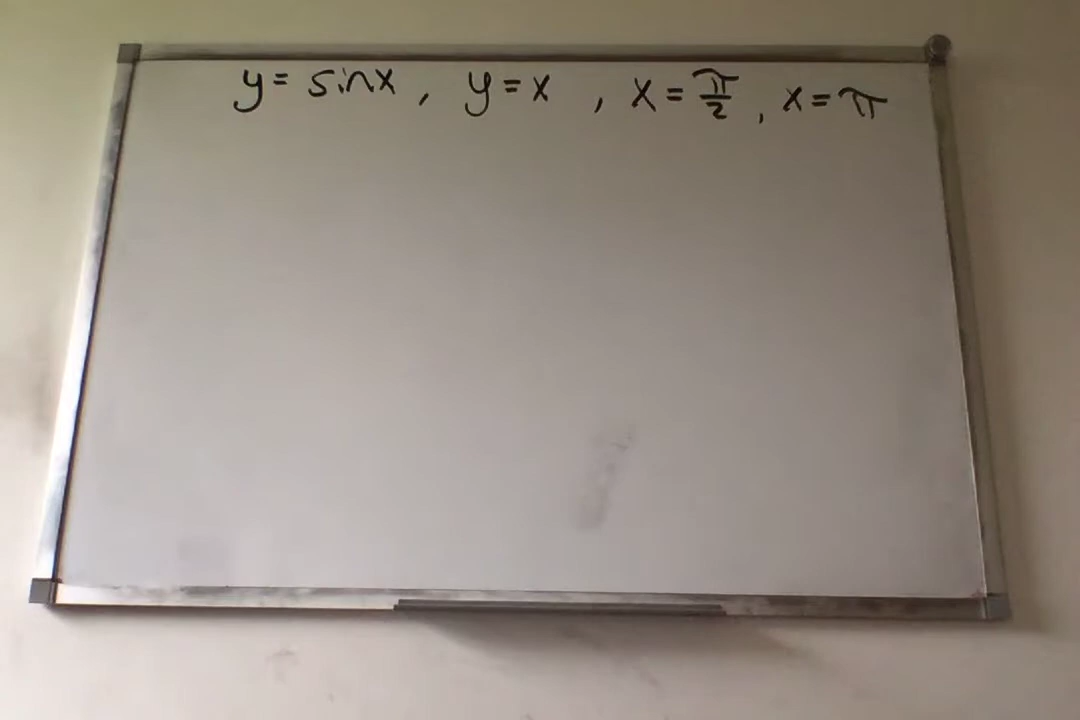 y = sinx , y = x , x = π/2 , x = π